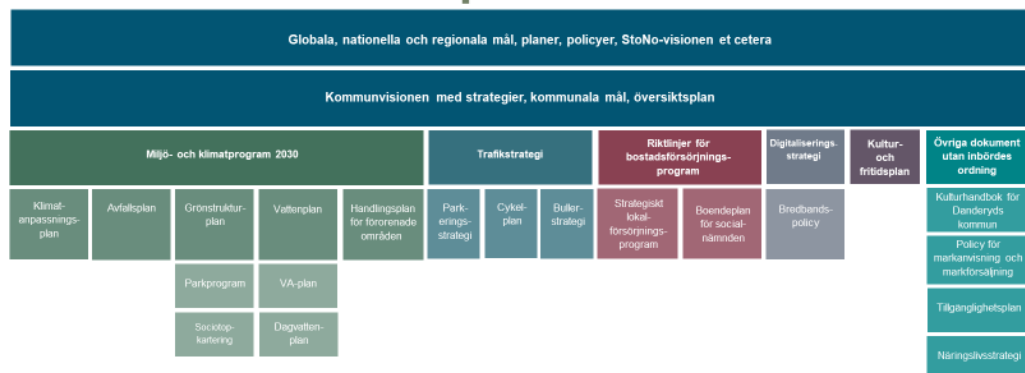 Globala, nationella och regionala mål, planer, policyer, StoNo-visionen et cetera
Kommunvisionen med strategier, kommunala mål, översiktsplan
Miljö- och klimatprogram 2030
Trafikstrategi
Riktlinjer för
bostadsförsörjnings-
program
Digitaliserings-
strategi
Kultur-
och
fritidsplan
Övriga dokument
utan inbördes
ordning
Klimat-
anpassnings-
plan
Avfallsplan
Grönstruktur-
plan
Vattenplan
Handlingsplan
för förorenade
områden
Park-
erings-
strategi
Cykel-
plan
Buller-
strategi
Strategiskt
lokal-
försörjnings-
program
Boendeplan
för social-
nämnden
Bredbands-
policy
Kulturhandbok för
Danderyds
kommun
Parkprogram
VA-plan
Policy för
markanvisning och
markförsäljning
Sociotop-
kartering
Dagvatten-
plan
Tillgänglighetsplan
Näringslivsstrategi